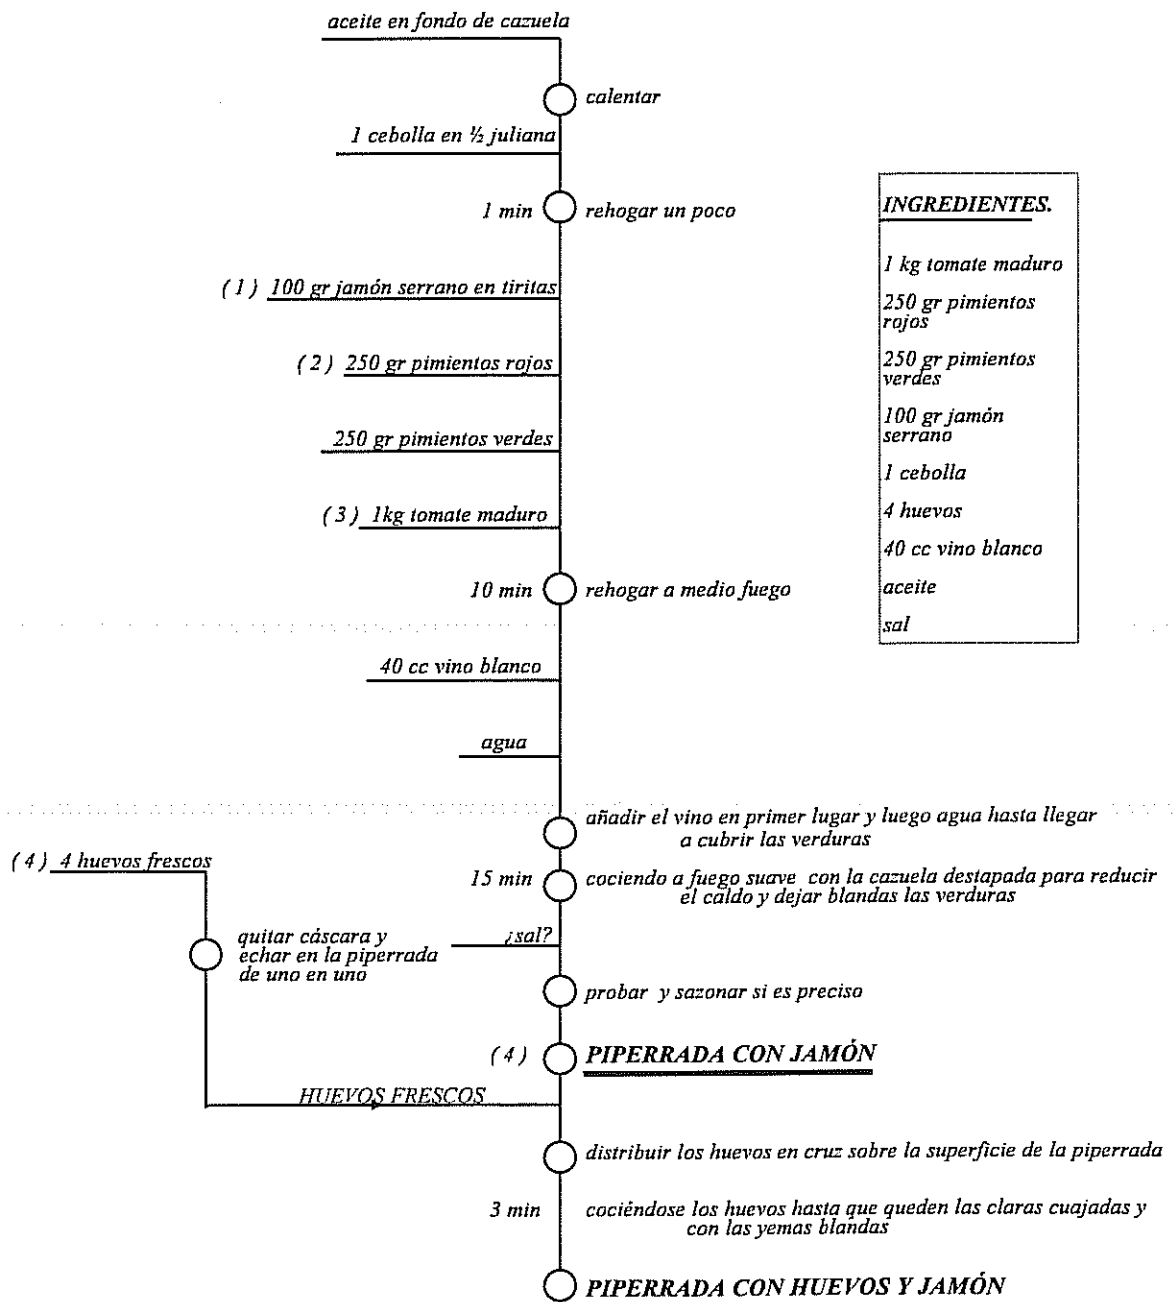 aceite en fondo de cazuela
calentar
1 cebolla en ½ juliana
1 min
rehogar un poco
(1) 100 gr jamón serrano en tiritas
(2) 250 gr pimientos rojos
250 gr pimientos verdes
(3) 1kg tomate maduro
10 min
rehogar a medio fuego
40 cc vino blanco
agua
añadir el vino en primer lugar y luego agua hasta llegar
a cubrir las verduras
(4) 4 huevos frescos
15 min
cociendo a fuego suave con la cazuela destapada para reducir
el caldo y dejar blandas las verduras
quitar cáscara y
echar en la piperrada
de uno en uno
¿sal?
probar y sazonar si es preciso
(4)
PIPERRADA CON JAMÓN
HUEVOS FRESCOS
distribuir los huevos en cruz sobre la superficie de la piperrada
3 min
cociéndose los huevos hasta que queden las claras cuajadas y
con las yemas blandas
PIPERRADA CON HUEVOS Y JAMÓN
INGREDIENTES.
1 kg tomate maduro
250 gr pimientos
rojos
250 gr pimientos
verdes
100 gr jamón
serrano
1 cebolla
4 huevos
40 cc vino blanco
aceite
sal